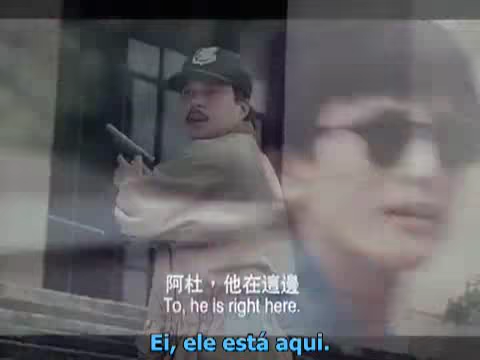 阿杜，他在這邊
To, he is right here.
Ei, ele está aqui.